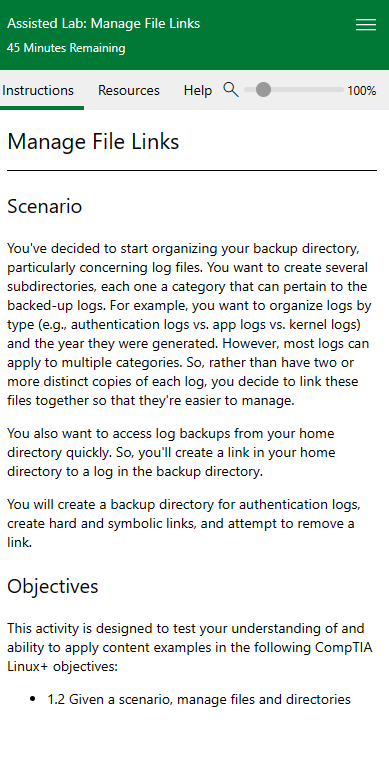 Assisted Lab: Manage File Links
45 Minutes Remaining
Instructions Resources Help 100%
Manage File Links
Scenario
You've decided to start organizing your backup directory,
particularly concerning log files. You want to create several
subdirectories, each one a category that can pertain to the
backed-up logs. For example, you want to organize logs by
type (e.g., authentication logs vs. app logs vs. kernel logs)
and the year they were generated. However, most logs can
apply to multiple categories. So, rather than have two or
more distinct copies of each log, you decide to link these
files together so that they're easier to manage.
You also want to access log backups from your home
directory quickly. So, you'll create a link in your home
directory to a log in the backup directory.
You will create a backup directory for authentication logs,
create hard and symbolic links, and attempt to remove a
link.
Objectives
This activity is designed to test your understanding of and
ability to apply content examples in the following CompTIA
Linux+ objectives:
• 1.2 Given a scenario, manage files and directories